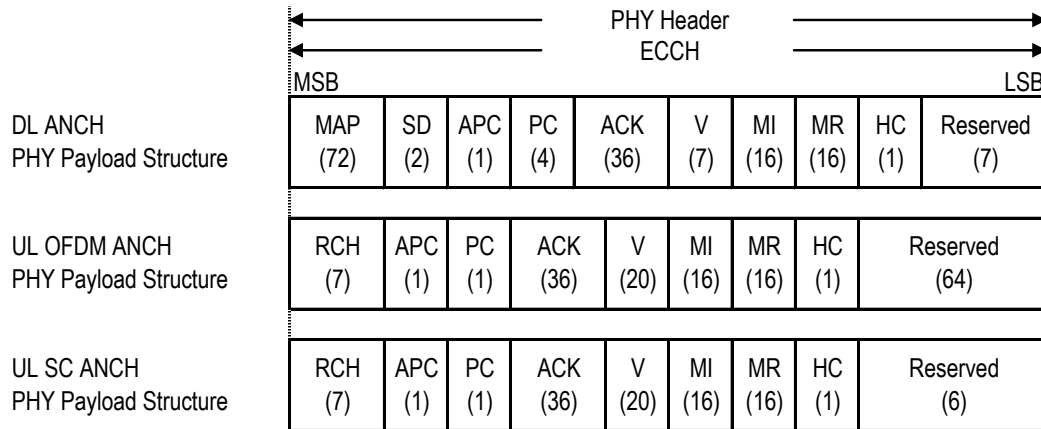 PHY Header
ECCH
MSB LSB
DL ANCH
PHY Payload Structure
MAP SD APC PC ACK V MI MR HC Reserved
(72) (2) (1) (4) (36) (7) (16) (16) (1) (7)
UL OFDM ANCH
PHY Payload Structure
RCH APC PC ACK V MI MR HC Reserved
(7) (1) (1) (36) (20) (16) (16) (1) (64)
UL SC ANCH
PHY Payload Structure
RCH APC PC ACK V MI MR HC Reserved
(7) (1) (1) (36) (20) (16) (16) (1) (6)